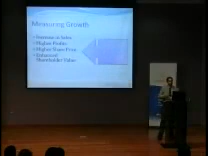 Measuring Growth
Increase in Sales
Higher Profits
Higher Share Price
Enhanced
Shareholder Value